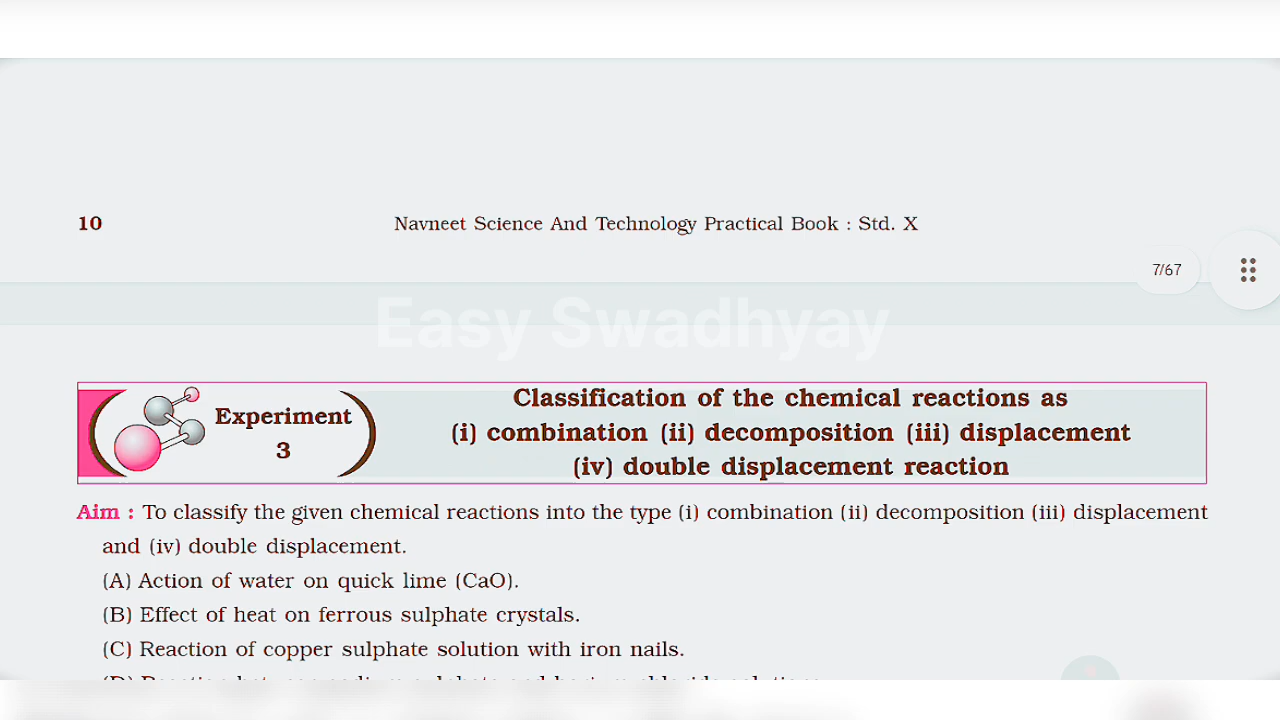 10
Navneet Science And Technology Practical Book : Std. X
7/67
Easy Swadhyay
Experiment
3
Classification of the chemical reactions as
(i) combination (ii) decomposition (iii) displacement
(iv) double displacement reaction
Aim : To classify the given chemical reactions into the type (i) combination (ii) decomposition (iii) displacement
and (iv) double displacement.
(A) Action of water on quick lime (CaO).
(B) Effect of heat on ferrous sulphate crystals.
(C) Reaction of copper sulphate solution with iron nails.